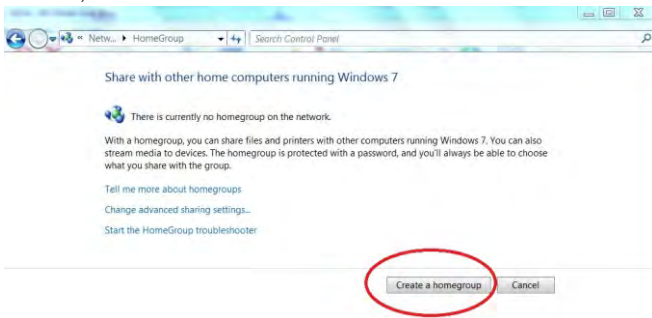 Netw... HomeGroup Search Control Panel
Share with other home computers running Windows 7
There is currently no homegroup on the network.
With a homegroup, you can share files and printers with other computers running Windows 7. You can also
stream media to devices. The homegroup is protected with a password, and you'll always be able to choose
what you share with the group.
Tell me more about homegroups
Change advanced sharing settings...
Start the HomeGroup troubleshooter
Create a homegroup Cancel